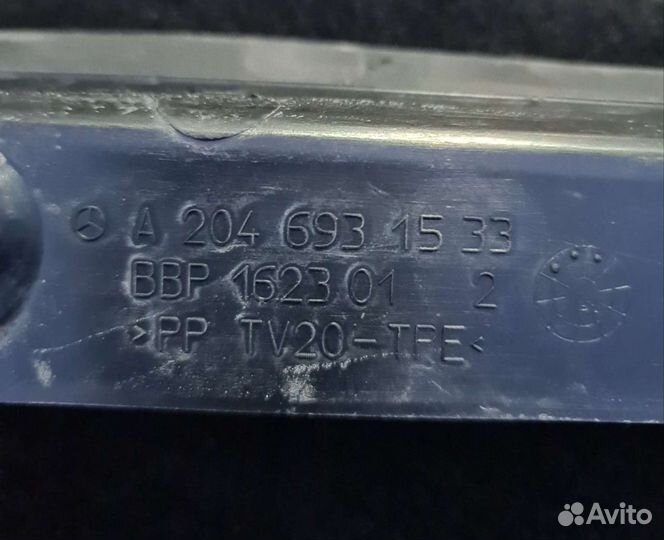 A 204 693 15 33
BBP 1623 01 2
>PP TV20-TPE<
Avito